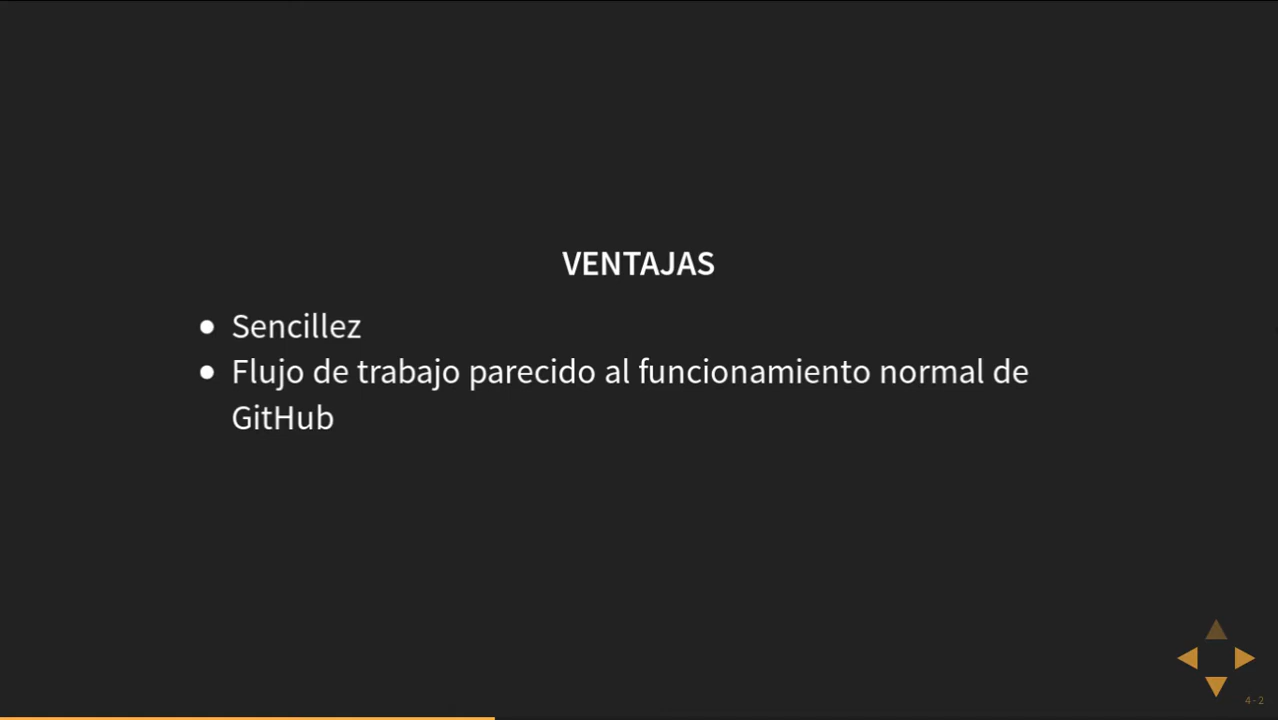 VENTAJAS
• Sencillez
• Flujo de trabajo parecido al funcionamiento normal de
GitHub
4 - 2